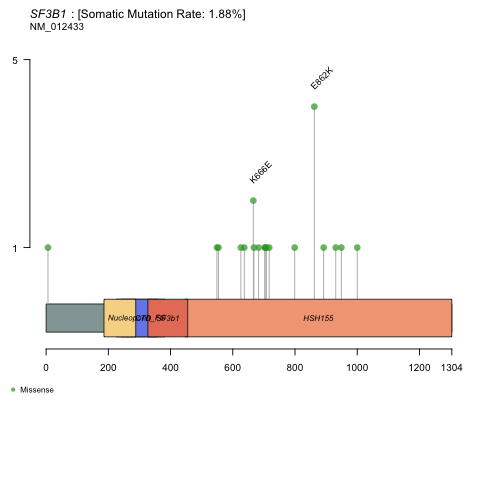 SF3B1 : [Somatic Mutation Rate: 1.88%]
NM_012433
5
E862K
K666E
1
SF3b1
HSH155
0 200 400 600 800 1000 1200 1304
Missense